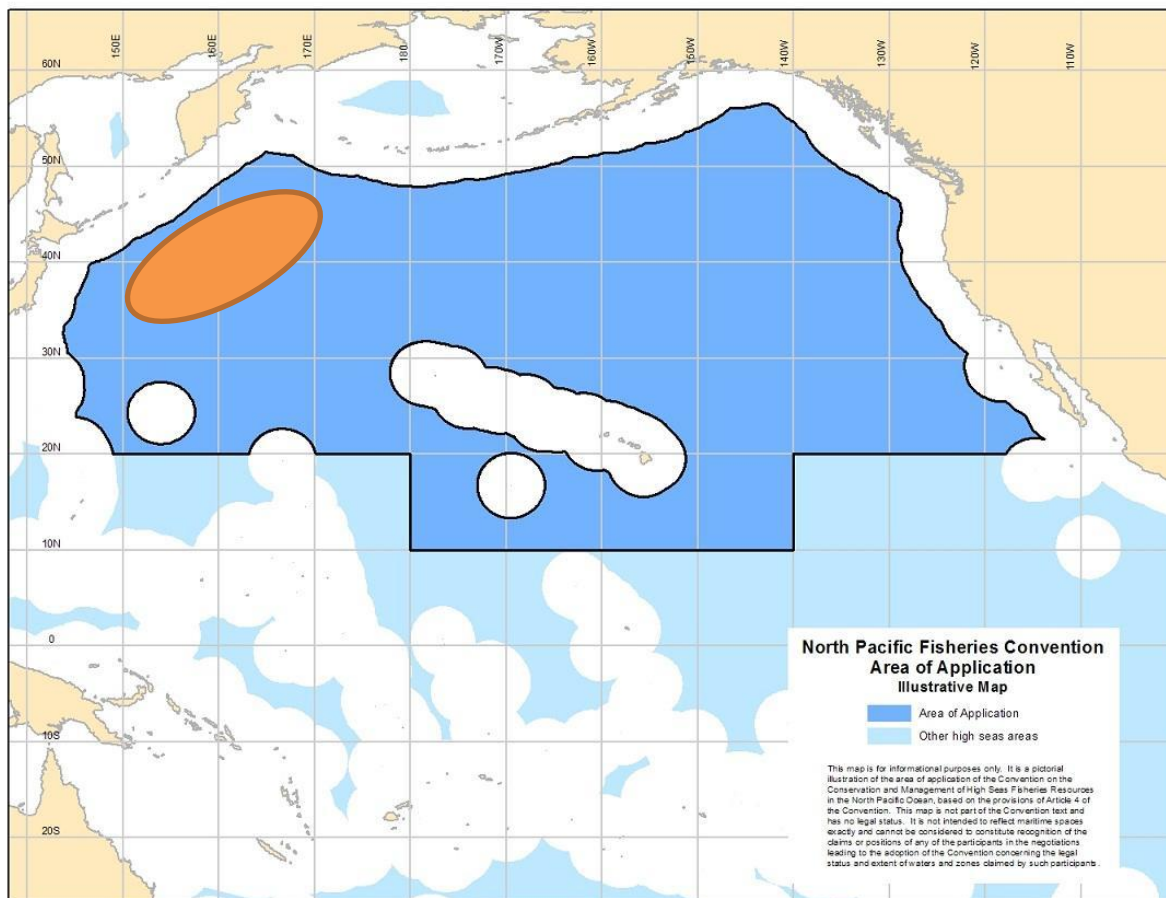 150E 160E 170E 180 170W 160W 150W 140W 130W 120W 110W
60N
50N
40N
30N
20N
10N
0
10S
20S
North Pacific Fisheries Convention
Area of Application
Illustrative Map
Area of Application
Other high seas areas
This map is for informational purposes only. It is a pictorial
illustration of the area of application of the Convention on the
Conservation and Management of High Seas Fisheries Resources
in the North Pacific Ocean, based on the provisions of Article 4 of
the Convention. This map is not part of the Convention text and
has no legal status. It is not intended to reflect maritime spaces
exactly and cannot be considered to constitute recognition of the
claims or positions of any of the participants in the negotiations
leading to the adoption of the Convention concerning the legal
status and extent of waters and zones claimed by such participants.